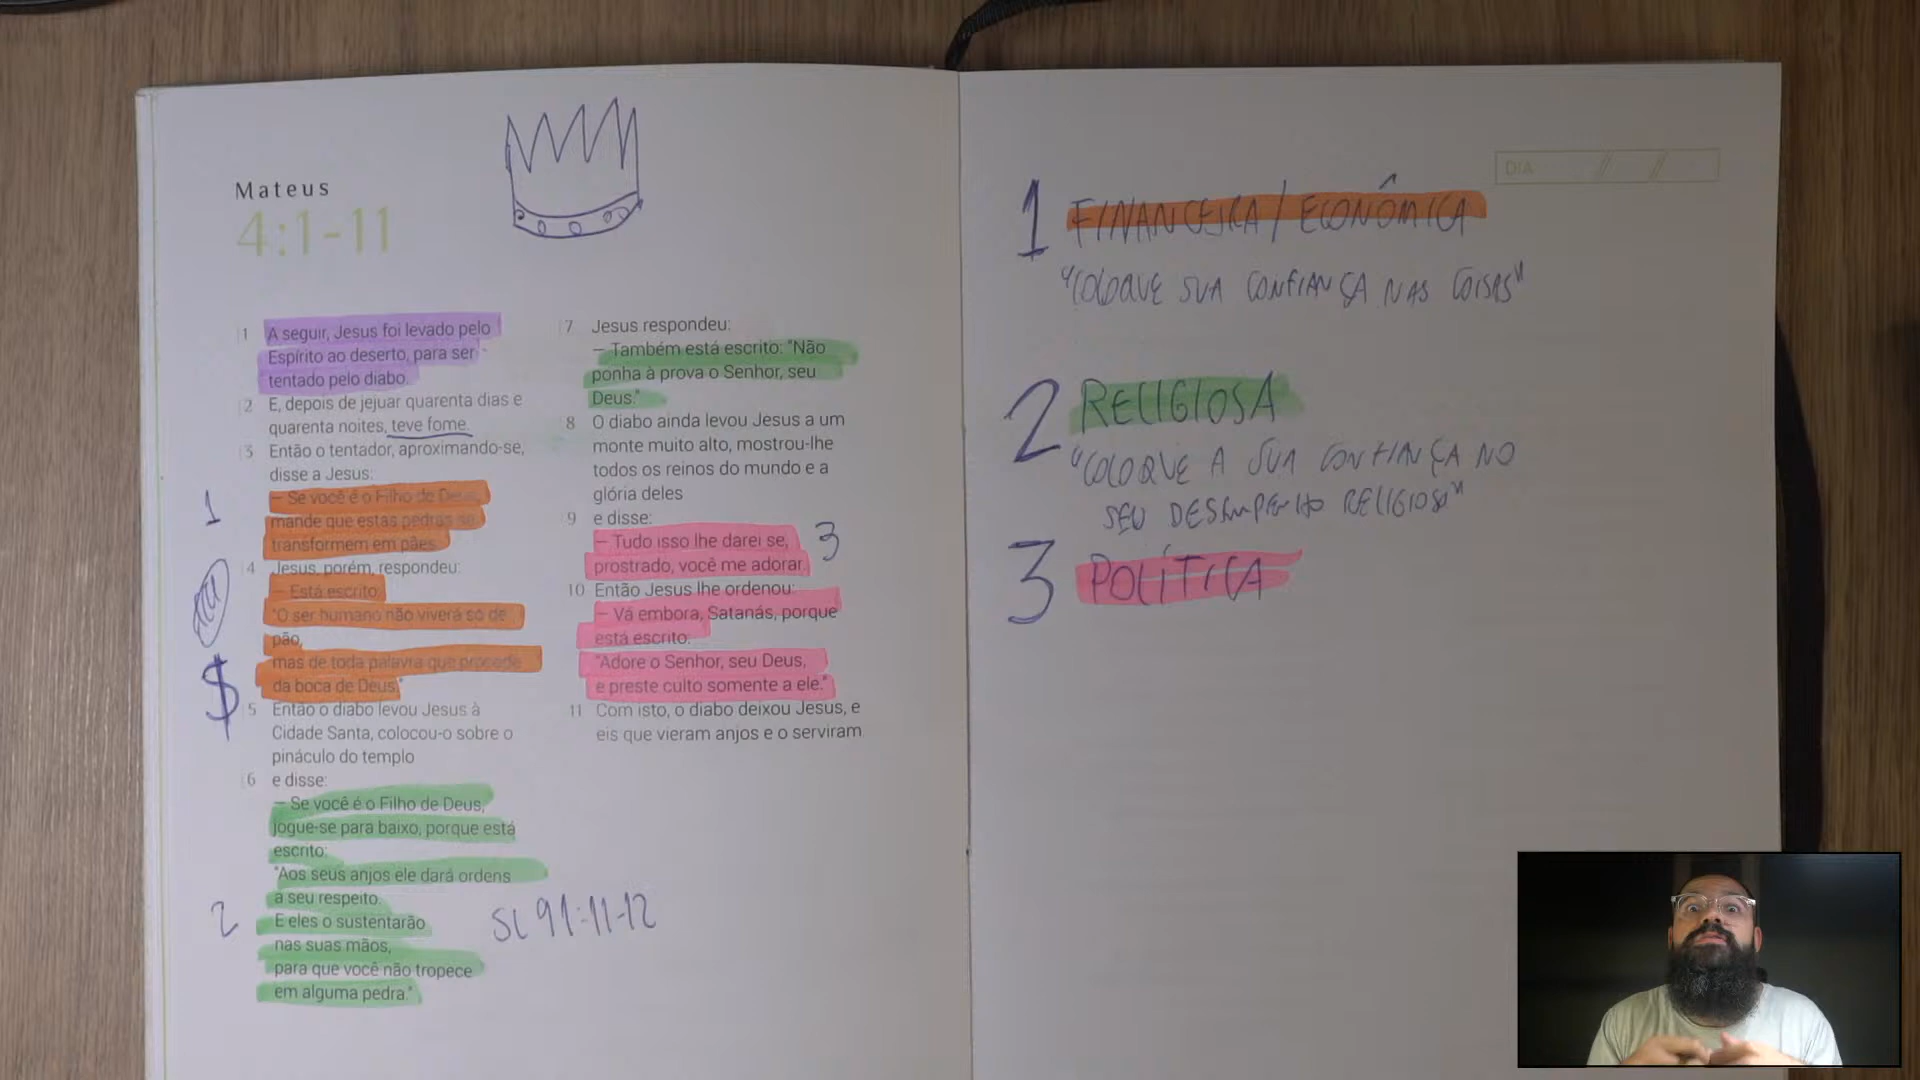 Mateus
4:1-11
1 A seguir, Jesus foi levado pelo
Espírito ao deserto, para ser
tentado pelo diabo.
2 E, depois de jejuar quarenta dias e
quarenta noites, teve fome.
3 Então o tentador, aproximando-se,
disse a Jesus:
1
— Se você é o Filho de Deus,
mande que estas pedras se
transformem em pães.
4 Jesus, porém, respondeu:
— Está escrito:
"O ser humano não viverá só de
pão,
mas de toda palavra que procede
da boca de Deus."
$
5 Então o diabo levou Jesus à
Cidade Santa, colocou-o sobre o
pináculo do templo
6 e disse:
— Se você é o Filho de Deus,
jogue-se para baixo, porque está
escrito:
"Aos seus anjos ele dará ordens
a seu respeito.
2
E eles o sustentarão
nas suas mãos,
para que você não tropece
em alguma pedra."
SL 91:11-12
7 Jesus respondeu:
— Também está escrito: "Não
ponha à prova o Senhor, seu
Deus."
8 O diabo ainda levou Jesus a um
monte muito alto, mostrou-lhe
todos os reinos do mundo e a
glória deles
9 e disse:
— Tudo isso lhe darei se,
prostrado, você me adorar.
3
10 Então Jesus lhe ordenou:
— Vá embora, Satanás, porque
está escrito:
"Adore o Senhor, seu Deus,
e preste culto somente a ele."
11 Com isto, o diabo deixou Jesus, e
eis que vieram anjos e o serviram.
DIA / /
1 FINANCEIRA / ECONÔMICA
"COLOQUE SUA CONFIANÇA NAS COISAS"
2 RELIGIOSA
"COLOQUE A SUA CONFIANÇA NO
SEU DESEMPENHO RELIGIOSO"
3 POLÍTICA